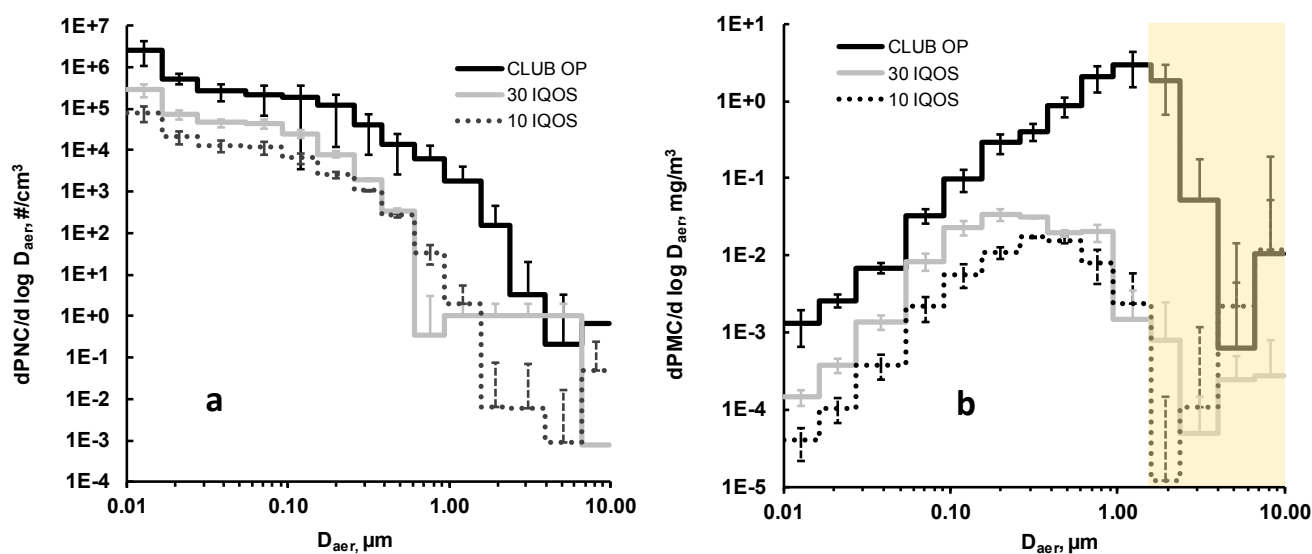 1E+7
1E+6
1E+5
1E+4
1E+3
1E+2
1E+1
1E+0
1E-1
1E-2
1E-3
1E-4
dPNC/d log Daer, #/cm3
CLUB OP
30 IQOS
10 IQOS
a
0.01 0.10 1.00 10.00
Daer, µm
1E+1
1E+0
1E-1
1E-2
1E-3
1E-4
1E-5
dPMC/d log Daer, mg/m3
CLUB OP
30 IQOS
10 IQOS
b
0.01 0.10 1.00 10.00
Daer, µm